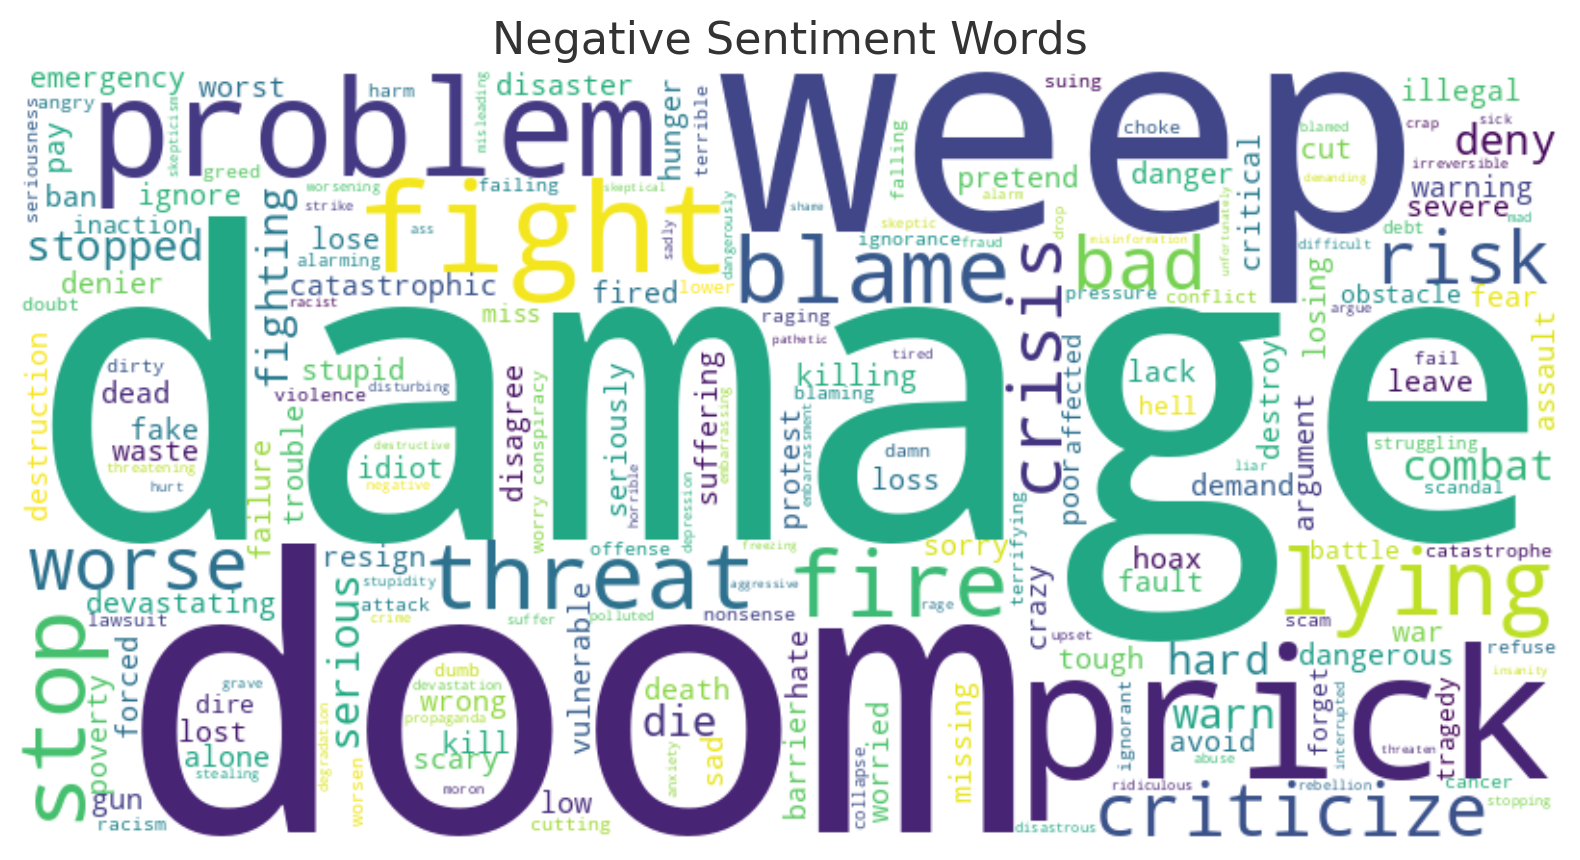 Negative Sentiment Words
emergency
worst
harm
disaster
suing
illegal
angry
problem
weep
choke
blamed
crap
sick
deny
seriousness
pay
skepticism
misleading
hunger
terrible
falling
cut
irreversible
greed
ban
ignore
worsening
failing
skeptical
pretend
alarm
danger
critical
demanding
warning
severe
mad
inaction
fighting
strike
fight
ass
sadly
dangerously
shame
skeptic
drop
unfortunately
debt
stopped
lose
alarming
blame
ignorance
fraud
crisis
bad
misinformation
difficult
risk
denier
catastrophic
fired
lower
pressure
conflict
losing
obstacle
fear
doubt
racist
miss
raging
argue
damage
destruction
dirty
dead
stupid
disturbing
violence
pathetic
tired
killing
blaming
affected
lack
hell
destroy
fail
leave
assault
fake
waste
threatening
hurt
trouble
failure
destructive
idiot
negative
disagree
worry conspiracy
seriously
horrible
suffering
embarrassing
depression
protest
embarrassment
damn
loss
poor
liar
demand
argument
struggling
combat
scandal
worse
resign
threat
offense
freezing
sorry
terrifying
hoax
fault
battle
catastrophe
devastating
stupidity
attack
crime
aggressive
fire
rage
crazy
lying
lawsuit
suffer
polluted
nonsense
scam
war
stop
doom
serious
vulnerable
upset
tough
hard
dangerous
refuse
insanity
forced
poverty
grave
dire
lost
alone
stealing
dumb
devastation
wrong
propaganda
kill
scary
moron
death
die
sad
anxiety
barrier
hate
worried
collapse
missing
prick
ignorant
warn
avoid
abuse
forget
interrupted
threaten
tragedy
gun
racism
degradation
worsen
low
cutting
disastrous
ridiculous
criticize
rebellion
cancer
stopping